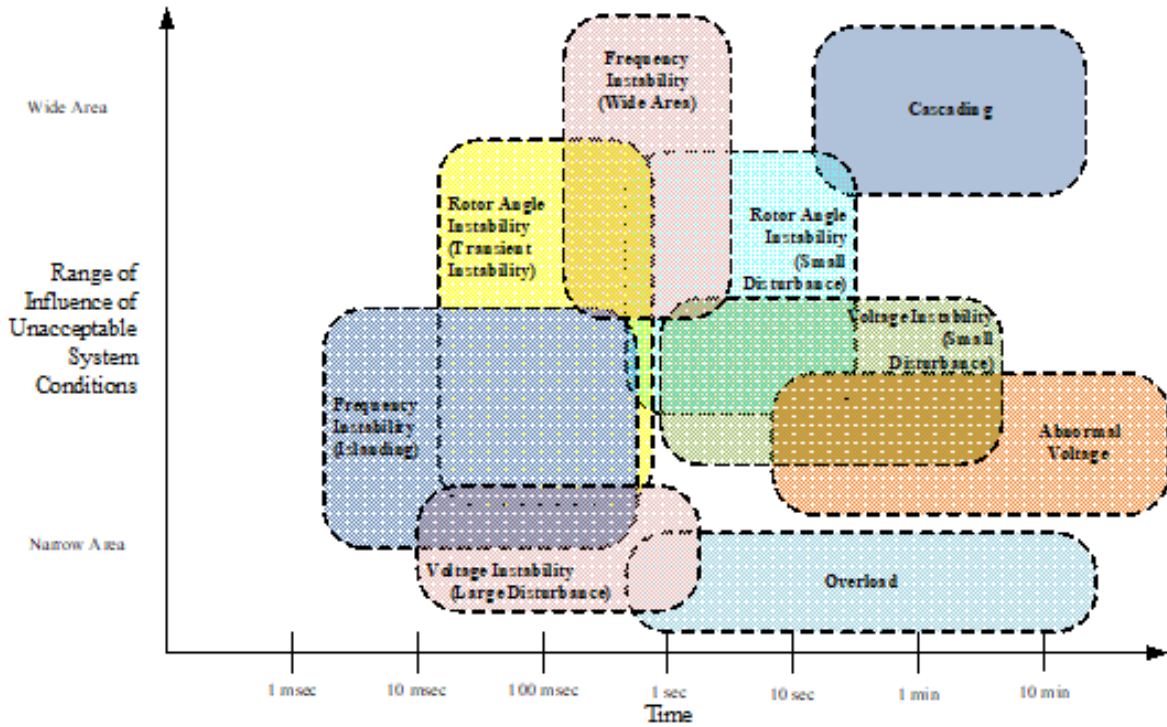 Frequency
Instability
(Wide Area)
Wide Area
Cascading
Rotor Angle
Instability
(Transient
Instability)
Rotor Angle
Instability
(Small
Disturbance)
Range of
Influence of
Unacceptable
System
Conditions
Voltage Instability
(Small
Disturbance)
Frequency
Instability
(Islanding)
Abnormal
Voltage
Narrow Area
Voltage Instability
(Large Disturbance)
Overload
1 msec
10 msec
100 msec
1 sec
10 sec
1 min
10 min
Time